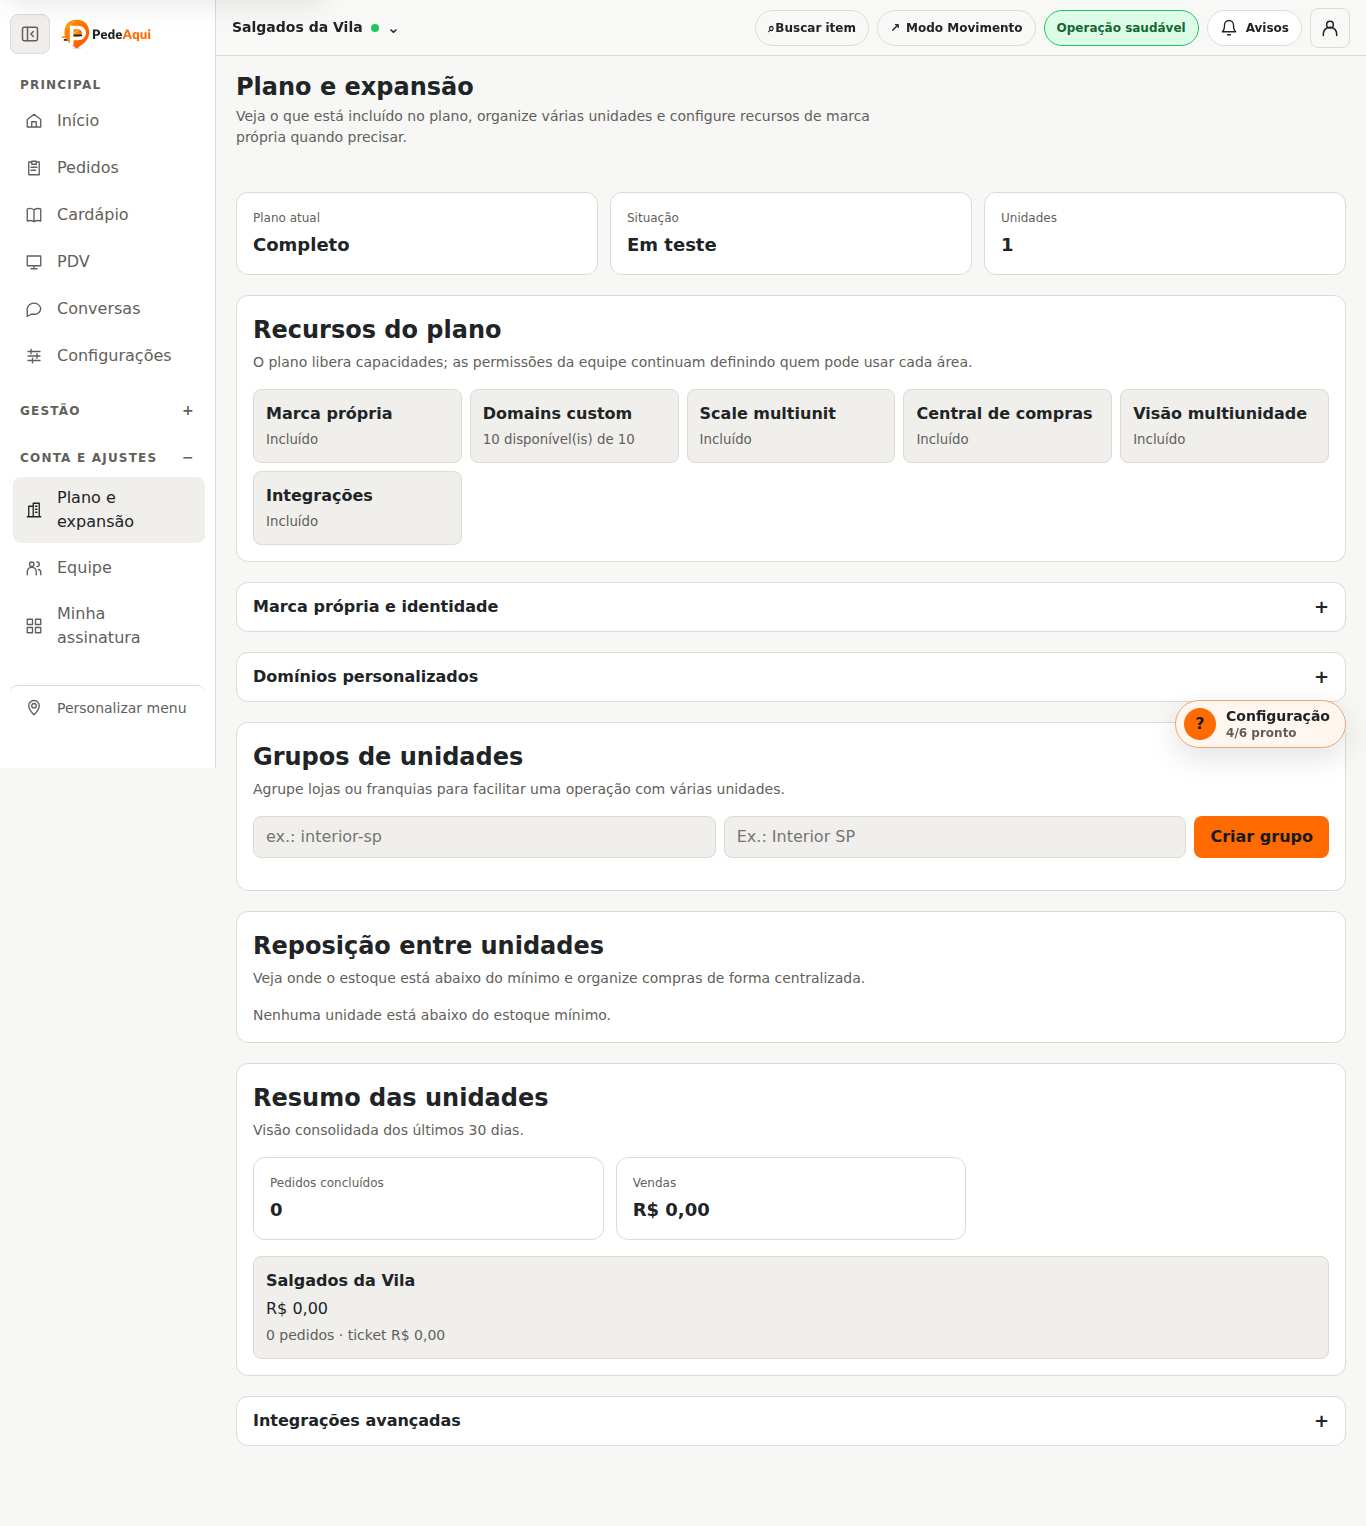 PedeAqui
Salgados da Vila
Buscar item
Modo Movimento
Operação saudável
Avisos
PRINCIPAL
Início
Pedidos
Cardápio
PDV
Conversas
Configurações
GESTÃO +
CONTA E AJUSTES −
Plano e
expansão
Equipe
Minha
assinatura
Personalizar menu
Plano e expansão
Veja o que está incluído no plano, organize várias unidades e configure recursos de marca
própria quando precisar.
Plano atual
Completo
Situação
Em teste
Unidades
1
Recursos do plano
O plano libera capacidades; as permissões da equipe continuam definindo quem pode usar cada área.
Marca própria
Incluído
Domains custom
10 disponível(is) de 10
Scale multiunit
Incluído
Central de compras
Incluído
Visão multiunidade
Incluído
Integrações
Incluído
Marca própria e identidade +
Domínios personalizados +
?
Configuração
4/6 pronto
Grupos de unidades
Agrupe lojas ou franquias para facilitar uma operação com várias unidades.
ex.: interior-sp
Ex.: Interior SP
Criar grupo
Reposição entre unidades
Veja onde o estoque está abaixo do mínimo e organize compras de forma centralizada.
Nenhuma unidade está abaixo do estoque mínimo.
Resumo das unidades
Visão consolidada dos últimos 30 dias.
Pedidos concluídos
0
Vendas
R$ 0,00
Salgados da Vila
R$ 0,00
0 pedidos · ticket R$ 0,00
Integrações avançadas +